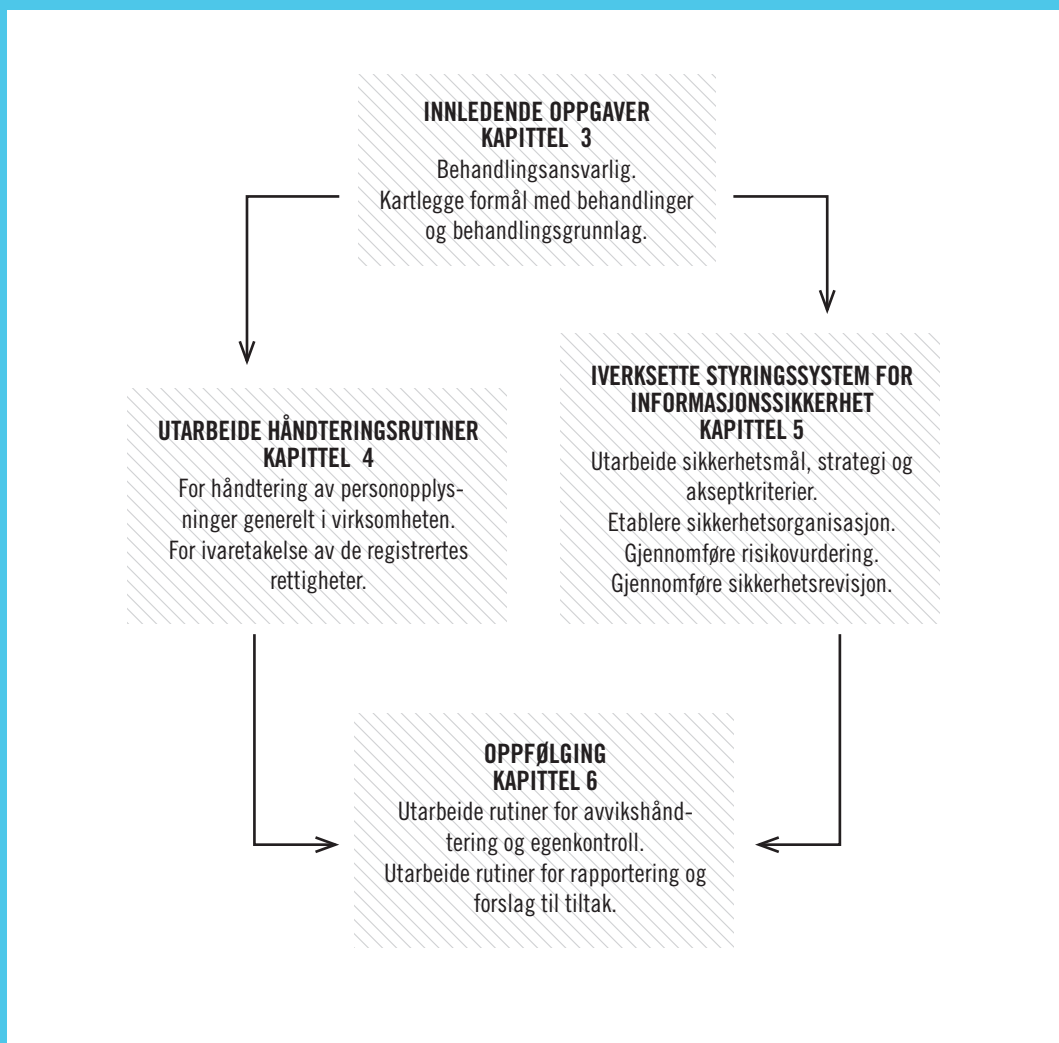 INNLEDENDE OPPGAVER
KAPITTEL 3
Behandlingsansvarlig.
Kartlegge formål med behandlinger
og behandlingsgrunnlag.
UTARBEIDE HÅNDTERINGSRUTINER
KAPITTEL 4
For håndtering av personopplys-
ninger generelt i virksomheten.
For ivaretakelse av de registrertes
rettigheter.
IVERKSETTE STYRINGSSYSTEM FOR
INFORMASJONSSIKKERHET
KAPITTEL 5
Utarbeide sikkerhetsmål, strategi og
akseptkriterier.
Etablere sikkerhetsorganisasjon.
Gjennomføre risikovurdering.
Gjennomføre sikkerhetsrevisjon.
OPPFØLGING
KAPITTEL 6
Utarbeide rutiner for avvikshånd-
tering og egenkontroll.
Utarbeide rutiner for rapportering og
forslag til tiltak.